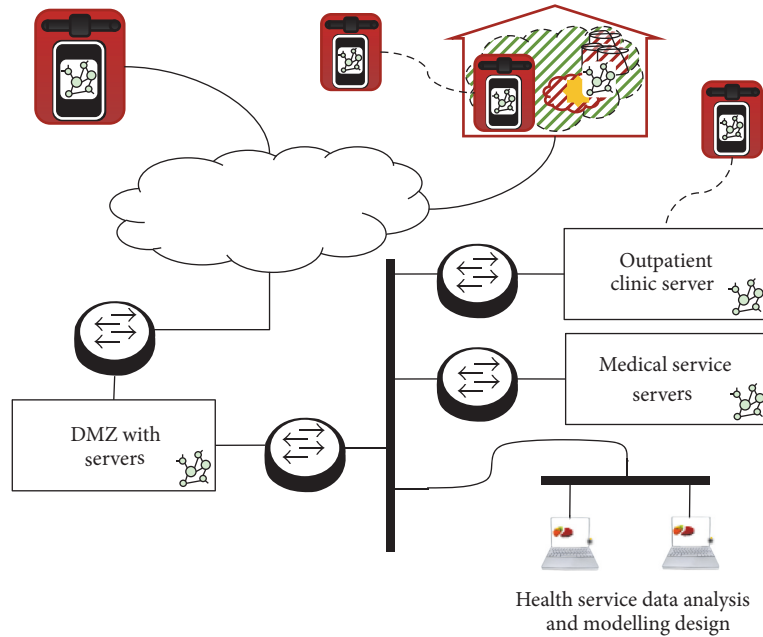 Outpatient
clinic server
Medical service
servers
DMZ with
servers
Health service data analysis
and modelling design